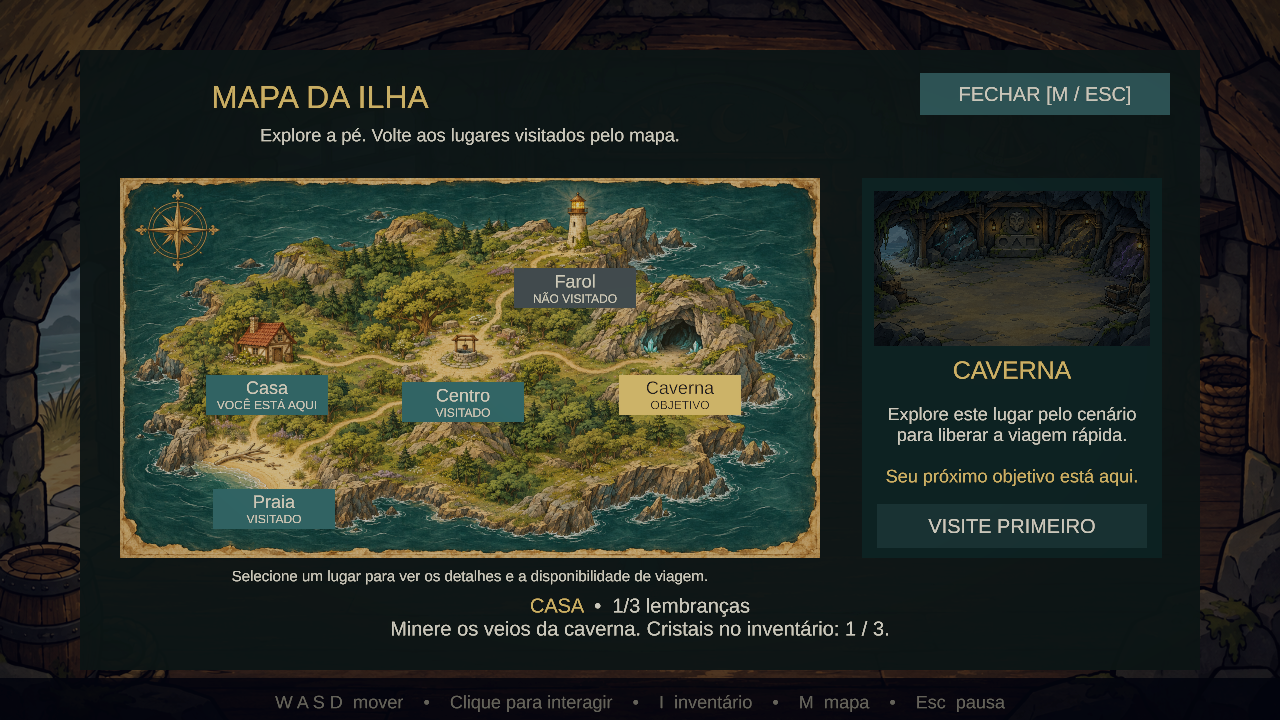 MAPA DA ILHA
FECHAR [M / ESC]
Explore a pé. Volte aos lugares visitados pelo mapa.
Farol
NÃO VISITADO
Casa
VOCÊ ESTÁ AQUI
Centro
VISITADO
Caverna
OBJETIVO
Praia
VISITADO
CAVERNA
Explore este lugar pelo cenário
para liberar a viagem rápida.
Seu próximo objetivo está aqui.
VISITE PRIMEIRO
Selecione um lugar para ver os detalhes e a disponibilidade de viagem.
CASA • 1/3 lembranças
Minere os veios da caverna. Cristais no inventário: 1 / 3.
W A S D mover • Clique para interagir • I inventário • M mapa • Esc pausa